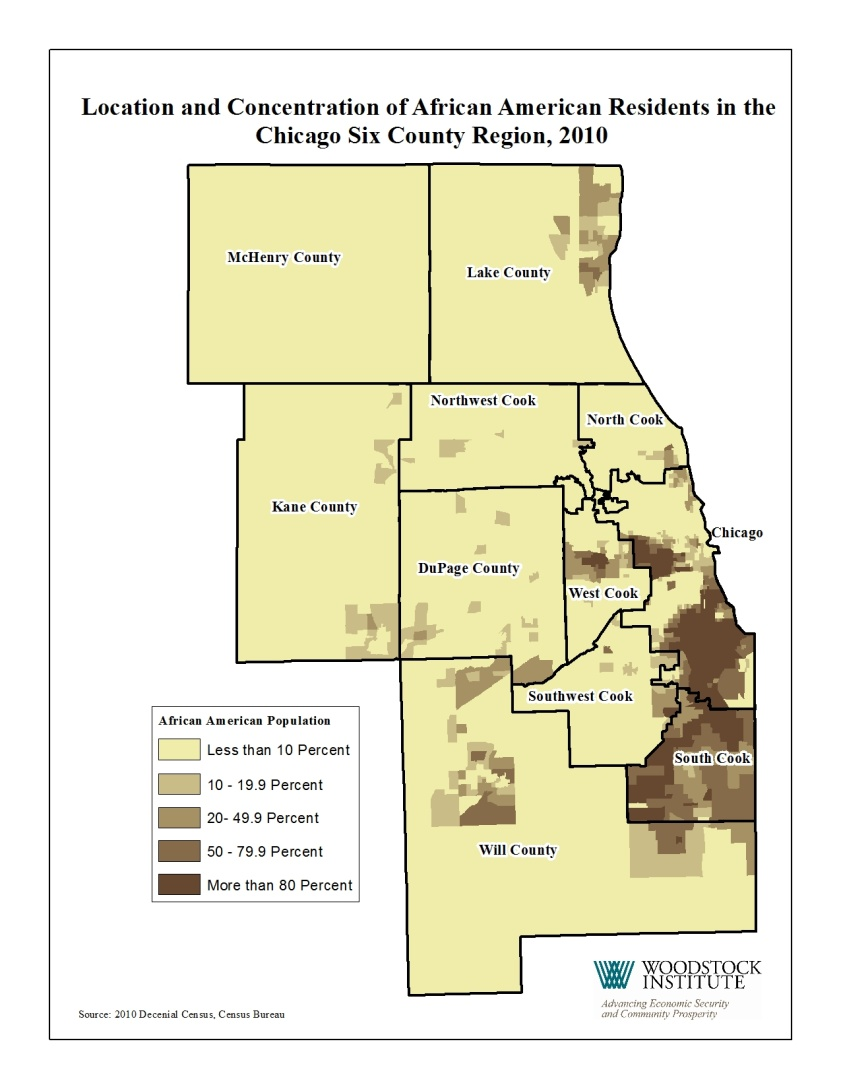 Location and Concentration of African American Residents in the
Chicago Six County Region, 2010
McHenry County
Lake County
Northwest Cook
North Cook
Kane County
Chicago
DuPage County
West Cook
Southwest Cook
South Cook
Will County
African American Population
Less than 10 Percent
10 - 19.9 Percent
20- 49.9 Percent
50 - 79.9 Percent
More than 80 Percent
WOODSTOCK
INSTITUTE
Advancing Economic Security
and Community Prosperity
Source: 2010 Decenial Census, Census Bureau